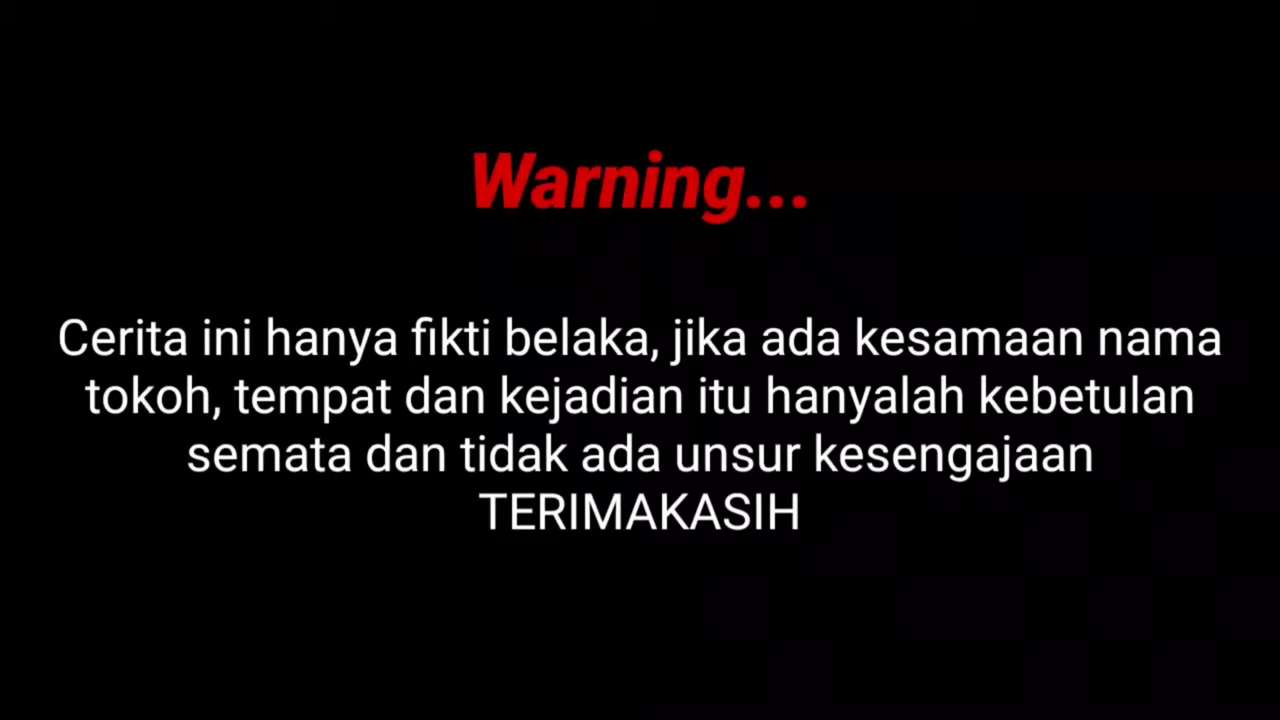 Warning...
Cerita ini hanya fikti belaka, jika ada kesamaan nama
tokoh, tempat dan kejadian itu hanyalah kebetulan
semata dan tidak ada unsur kesengajaan
TERIMAKASIH